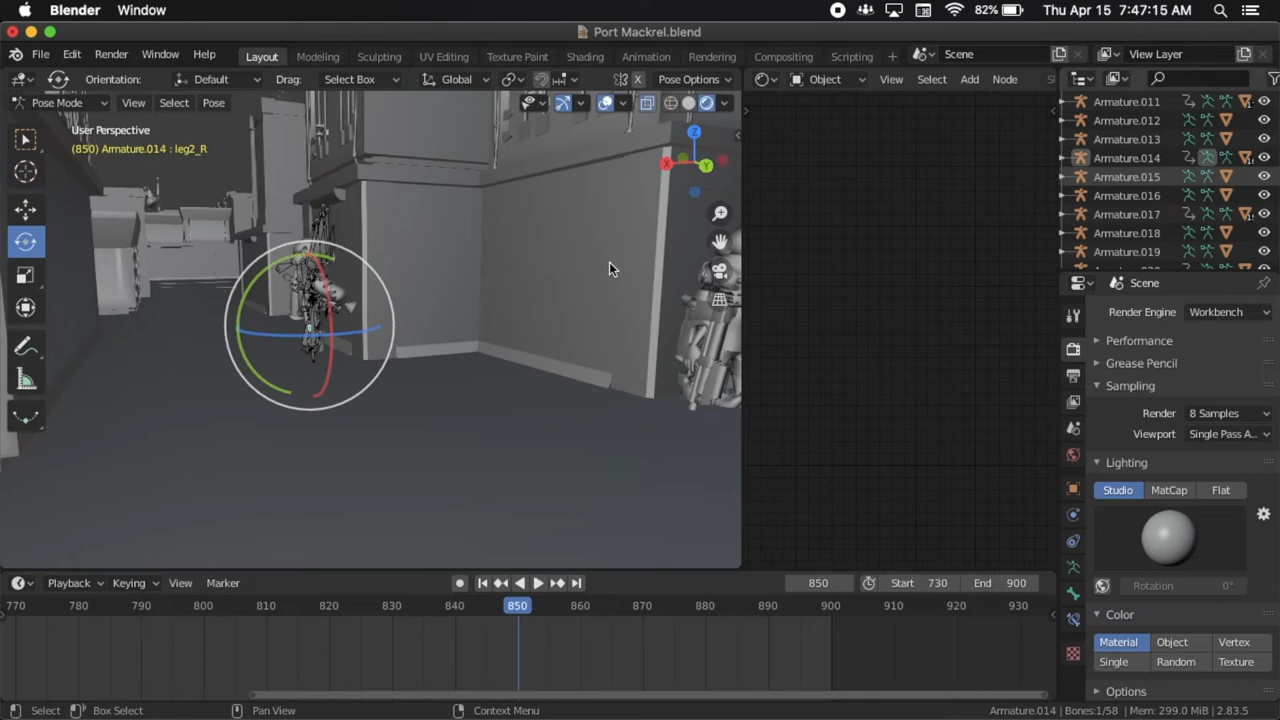 Blender Window 82% Thu Apr 15 7:47:15 AM
Port Mackrel.blend
File Edit Render Window Help Layout Modeling Sculpting UV Editing Texture Paint Shading Animation Rendering Compositing Scripting + Scene View Layer
Orientation: Default Drag: Select Box Global X Pose Options Object View Select Add Node
Pose Mode View Select Pose
User Perspective
(850) Armature.014 : leg2_R
Z
X
Y
Armature.011
Armature.012
Armature.013
Armature.014
Armature.015
Armature.016
Armature.017
Armature.018
Armature.019
Scene
Render Engine Workbench
Performance
Grease Pencil
Sampling
Render 8 Samples
Viewport Single Pass A...
Lighting
Studio MatCap Flat
Rotation 0°
Color
Material Object Vertex
Single Random Texture
Options
Playback Keying View Marker 850 Start 730 End 900
770 780 790 800 810 820 830 840 850 860 870 880 890 900 910 920 930
Select Box Select Pan View Context Menu Armature.014 | Bones:1/58 | Mem: 299.0 MiB | 2.83.5